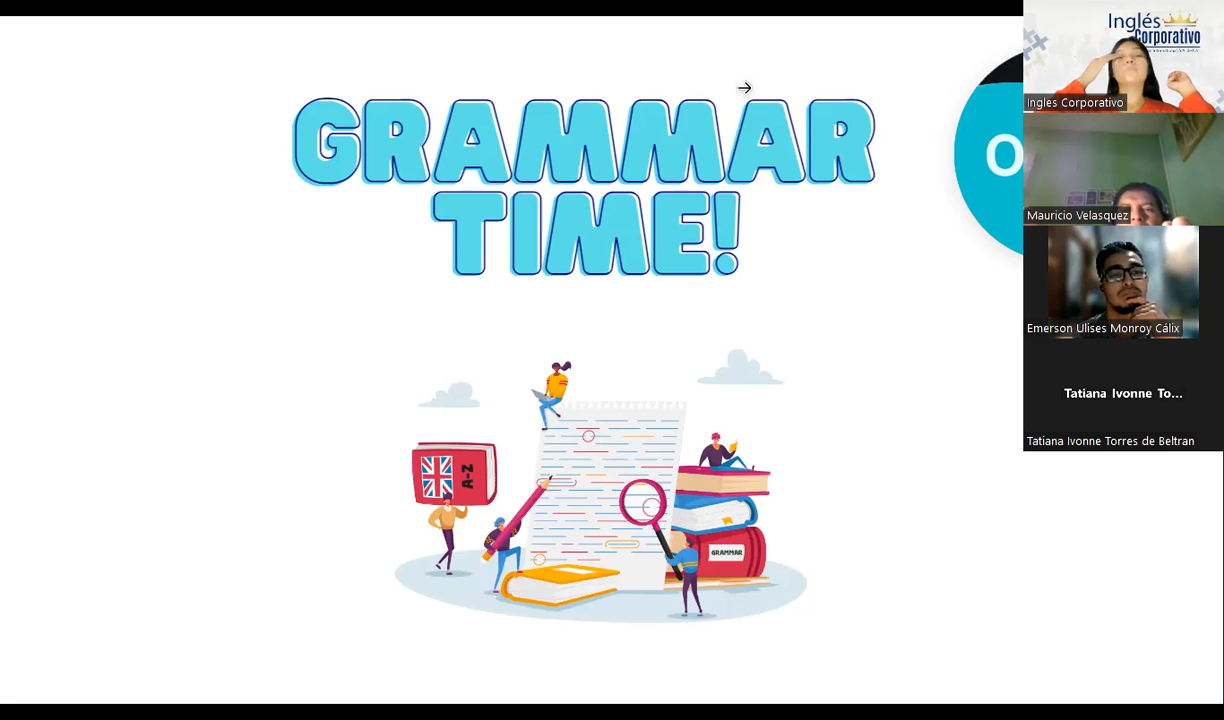 GRAMMAR
TIME!
A-Z
GRAMMAR
O
Inglés
Corporativo
Ingles Corporativo
Mauricio Velasquez
Emerson Ulises Monroy Cálix
Tatiana Ivonne To...
Tatiana Ivonne Torres de Beltran